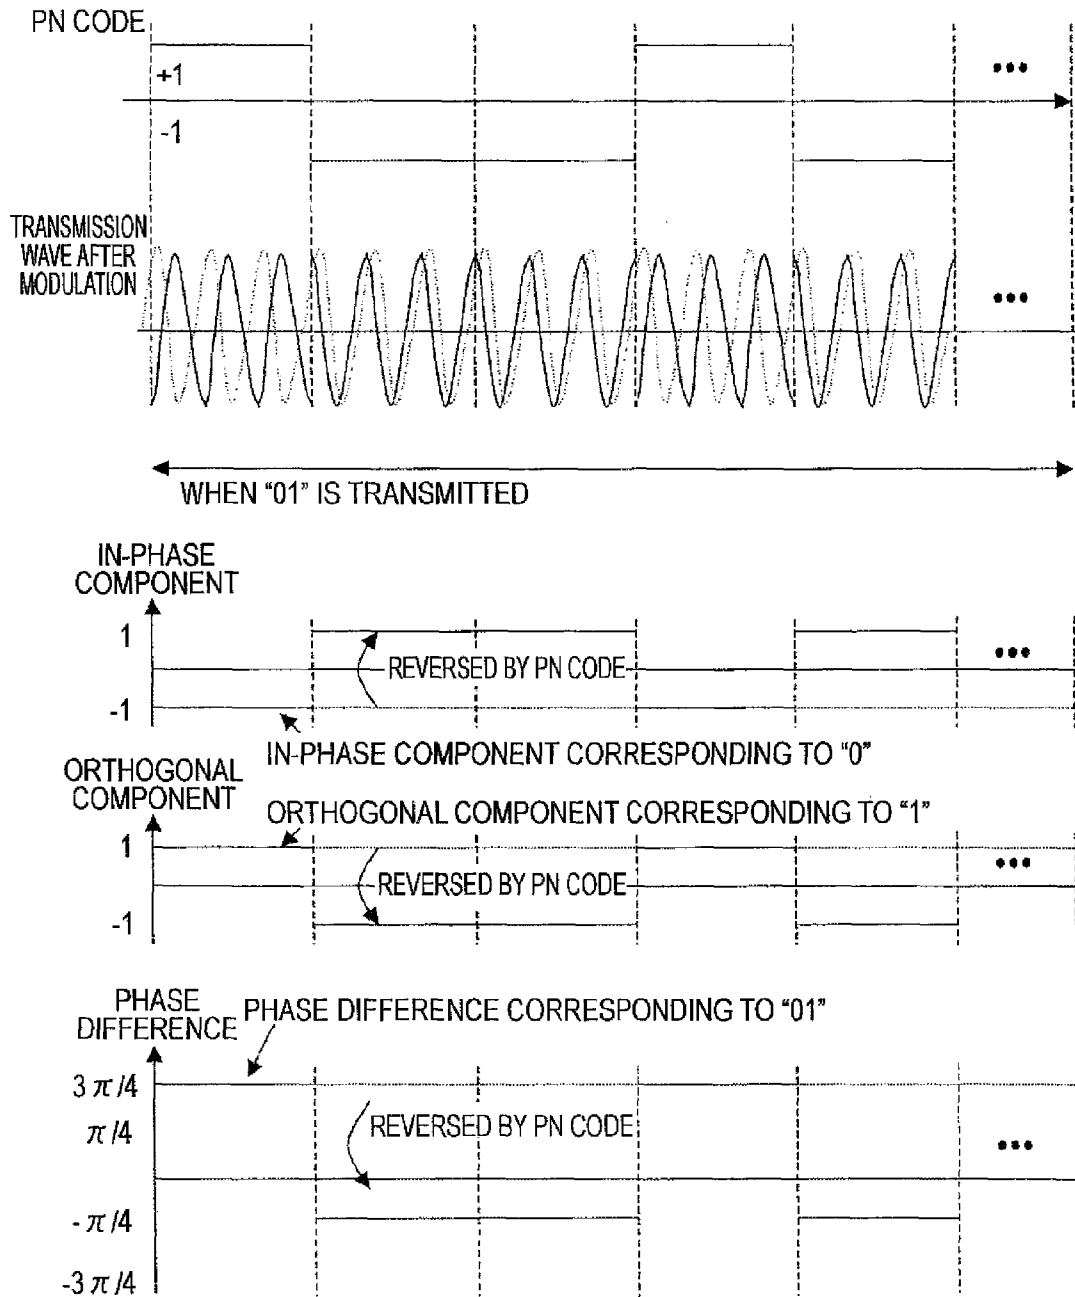 PN CODE
+1
-1
•••
TRANSMISSION
WAVE AFTER
MODULATION
•••
WHEN "01" IS TRANSMITTED
IN-PHASE
COMPONENT
1
REVERSED BY PN CODE
•••
-1
IN-PHASE COMPONENT CORRESPONDING TO "0"
ORTHOGONAL
COMPONENT
ORTHOGONAL COMPONENT CORRESPONDING TO "1"
1
•••
REVERSED BY PN CODE
-1
PHASE
DIFFERENCE
PHASE DIFFERENCE CORRESPONDING TO "01"
3π/4
π/4
REVERSED BY PN CODE
•••
-π/4
-3π/4